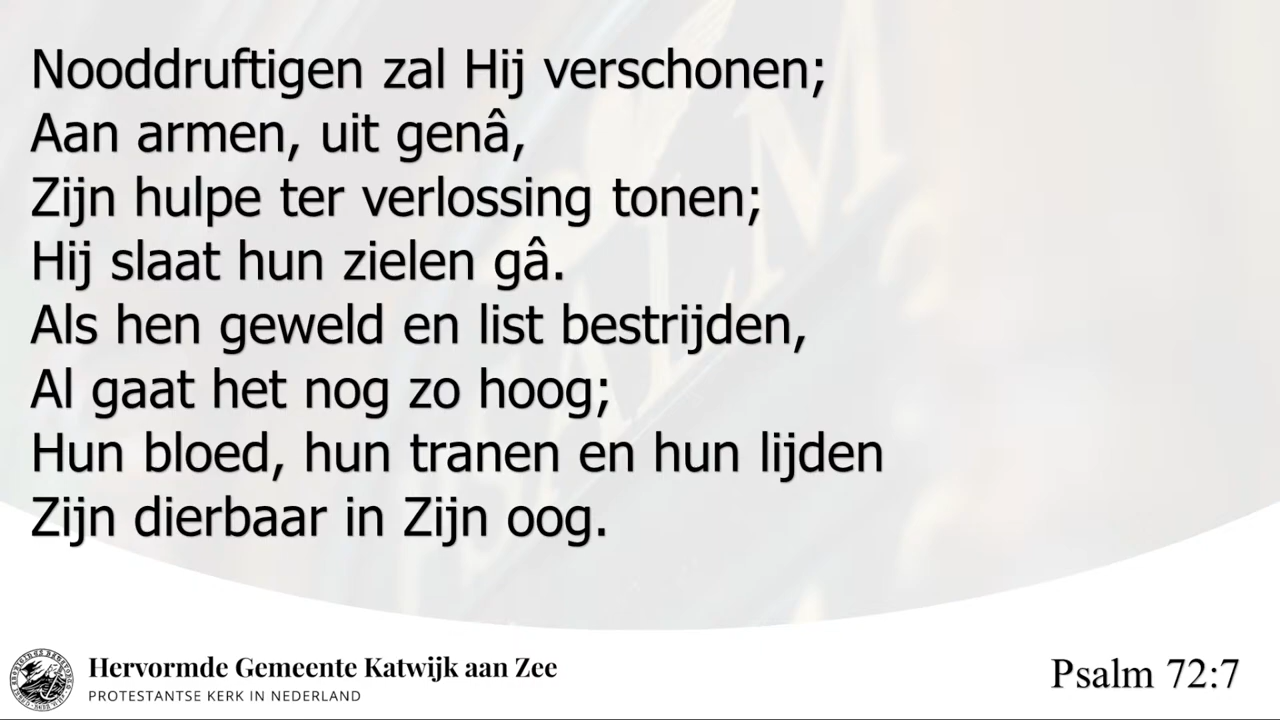 Nooddruftigen zal Hij verschonen;
Aan armen, uit genâ,
Zijn hulpe ter verlossing tonen;
Hij slaat hun zielen gâ.
Als hen geweld en list bestrijden,
Al gaat het nog zo hoog;
Hun bloed, hun tranen en hun lijden
Zijn dierbaar in Zijn oog.
Hervormde Gemeente Katwijk aan Zee
PROTESTANTSE KERK IN NEDERLAND
Psalm 72:7